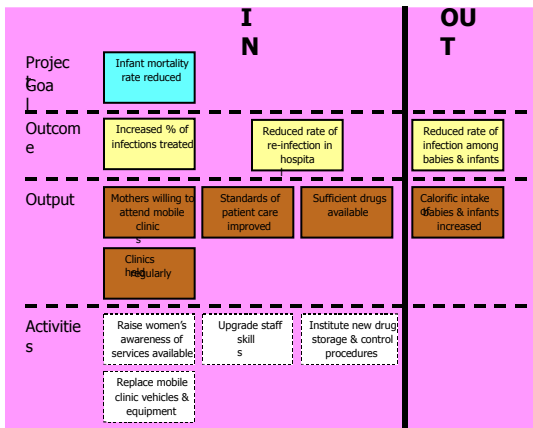 I
N
OU
T
Projec
t
Goa
l
Infant mortality
rate reduced
Outcom
e
Increased % of
infections treated
Reduced rate of
re-infection in
hospita
l
Reduced rate of
infection among
babies & infants
Output
Mothers willing to
attend mobile
clinic
s
Standards of
patient care
improved
Sufficient drugs
available
Calorific intake
of
babies & infants
increased
Clinics
held
regularly
Activitie
s
Raise women’s
awareness of
services available
Upgrade staff
skill
s
Institute new drug
storage & control
procedures
Replace mobile
clinic vehicles &
equipment